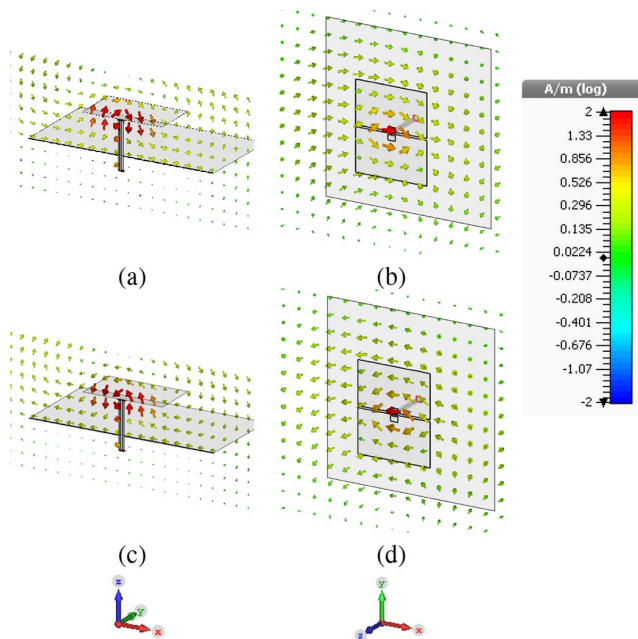 (a)
(b)
A/m (log)
2
1.33
0.856
0.526
0.296
0.135
0.0224
-0.0737
-0.208
-0.401
-0.676
-1.07
-2
(c)
(d)
z
y
x
y
x
z